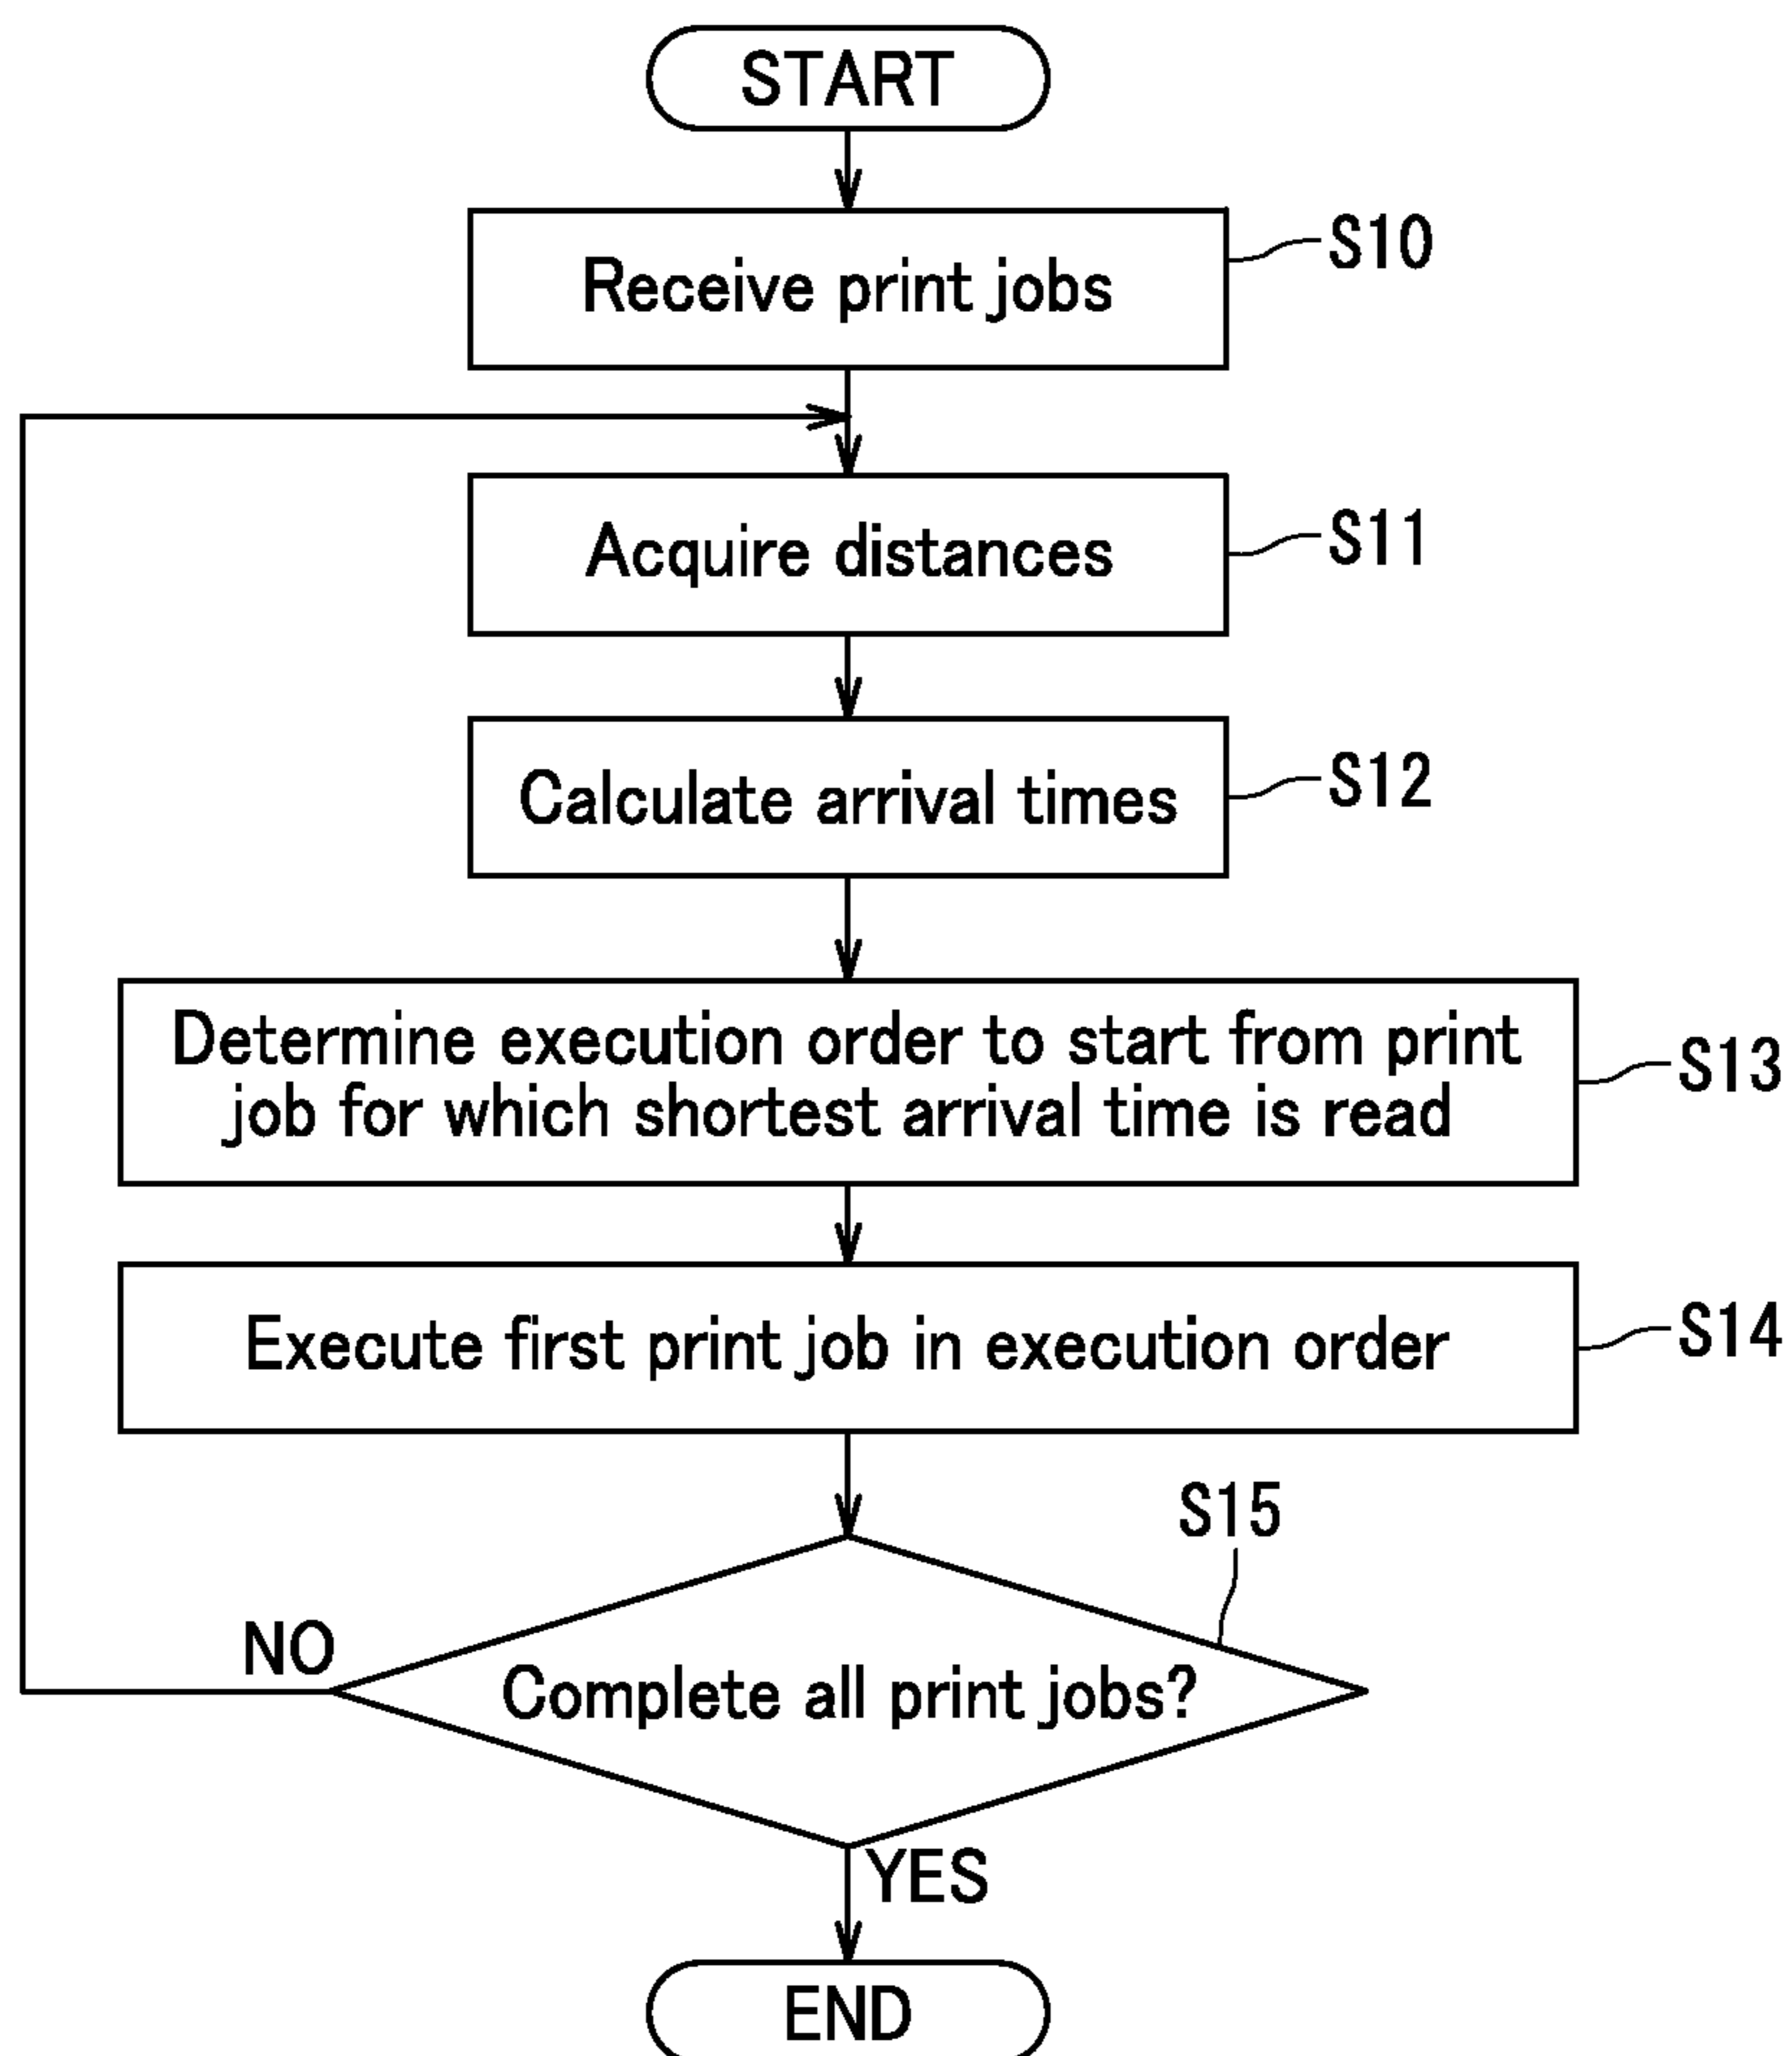 START
Receive print jobs
S10
Acquire distances
S11
Calculate arrival times
S12
Determine execution order to start from print
job for which shortest arrival time is read
S13
Execute first print job in execution order
S14
S15
NO
Complete all print jobs?
YES
END